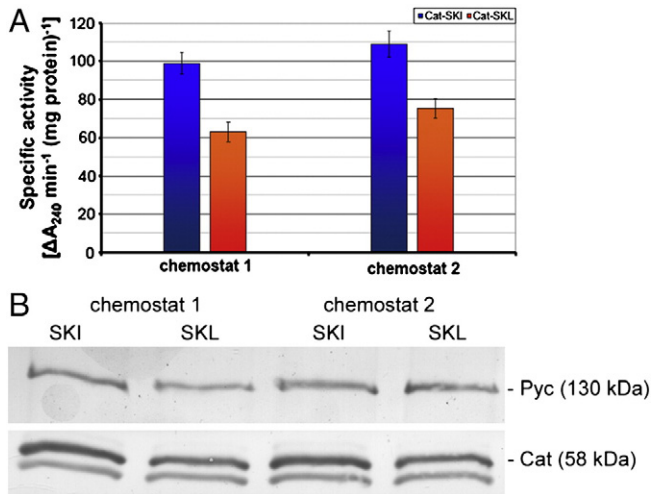 A
Cat-SKI Cat-SKL
Specific activity
[ΔA240 min-1 (mg protein)-1]
120
100
80
60
40
20
0
chemostat 1 chemostat 2
B
chemostat 1 chemostat 2
SKI SKL SKI SKL
- Pyc (130 kDa)
- Cat (58 kDa)